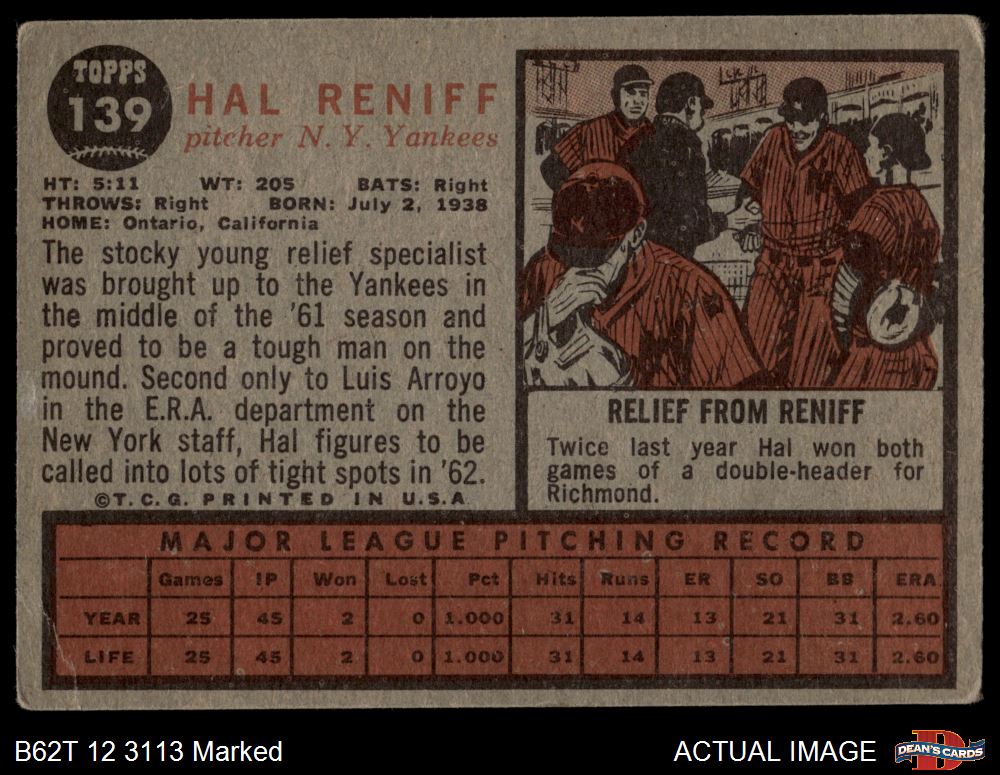 TOPPS
139
HAL RENIFF
pitcher N. Y. Yankees
HT: 5:11 WT: 205 BATS: Right
THROWS: Right BORN: July 2, 1938
HOME: Ontario, California
The stocky young relief specialist
was brought up to the Yankees in
the middle of the '61 season and
proved to be a tough man on the
mound. Second only to Luis Arroyo
in the E.R.A. department on the
New York staff, Hal figures to be
called into lots of tight spots in '62.
©T.C.G. PRINTED IN U.S.A
RELIEF FROM RENIFF
Twice last year Hal won both
games of a double-header for
Richmond.
MAJOR LEAGUE PITCHING RECORD
Games IP Won Lost Pct Hits Runs ER SO BB ERA
YEAR 25 45 2 0 1.000 31 14 13 21 31 2.60
LIFE 25 45 2 0 1.000 31 14 13 21 31 2.60
B62T 12 3113 Marked
ACTUAL IMAGE
DEAN'S CARDS